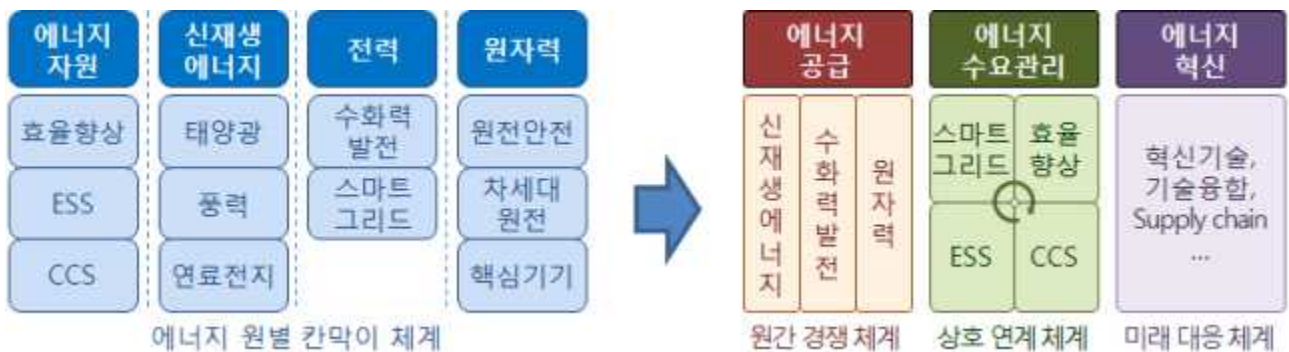 에너지
자원
신재생
에너지
전력
원자력
효율향상
ESS
CCS
태양광
풍력
연료전지
수화력
발전
스마트
그리드
원전안전
차세대
원전
핵심기기
에너지 원별 칸막이 체계
에너지
공급
신재생에너지
수화력발전
원자력
원간 경쟁 체계
에너지
수요관리
스마트
그리드
효율
향상
ESS
CCS
상호 연계 체계
에너지
혁신
혁신기술,
기술융합,
Supply chain
...
미래 대응 체계